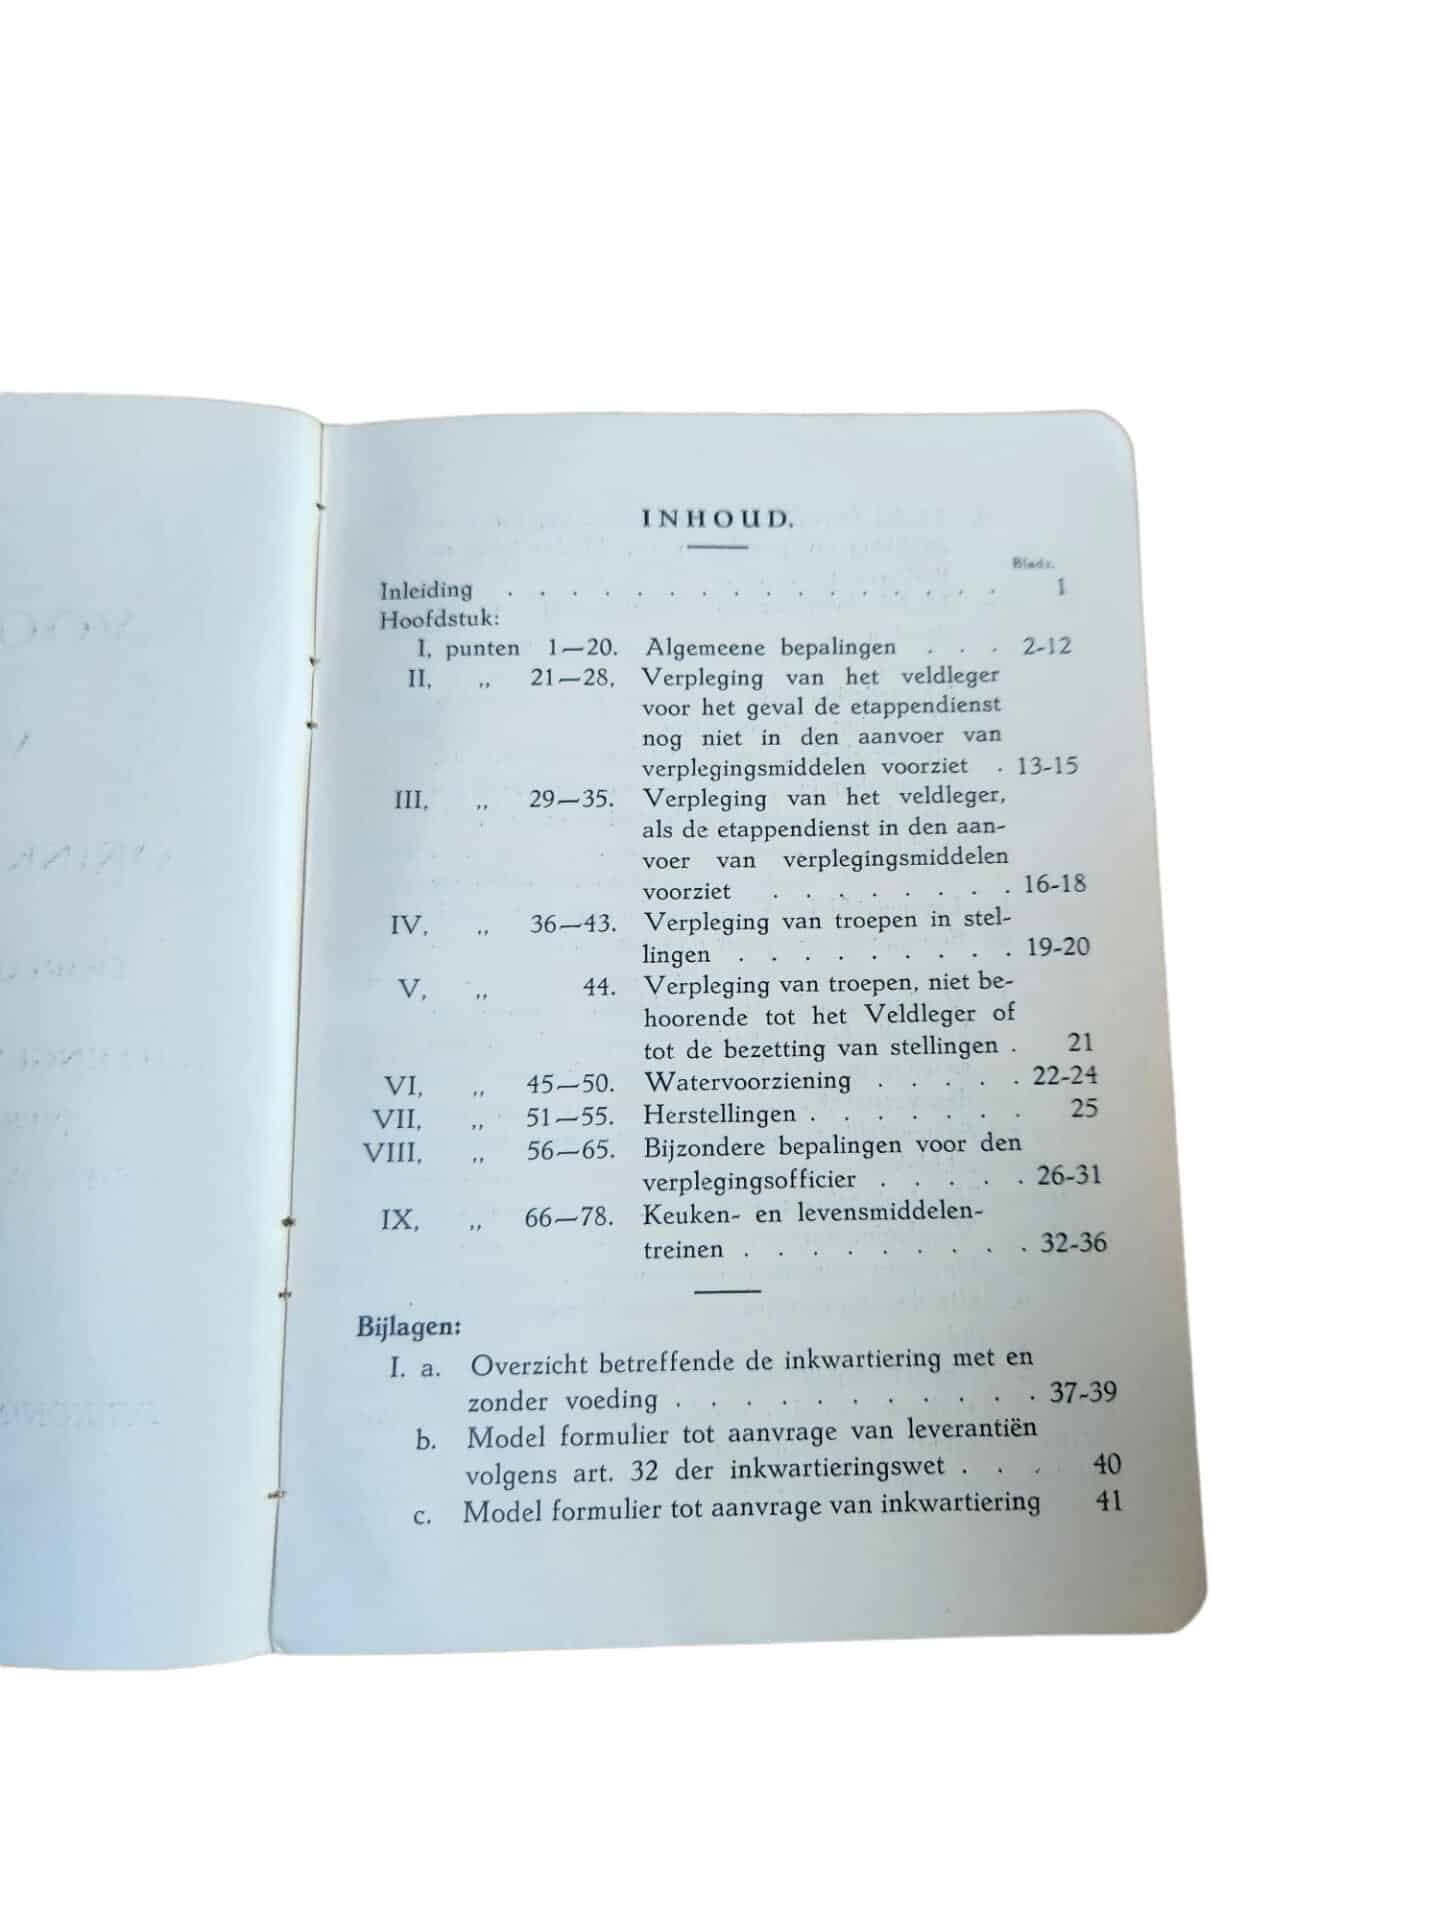 INHOUD.
Bladz.
Inleiding . . . . . . . . . . . . . . . . 1
Hoofdstuk:
I, punten 1—20. Algemeene bepalingen . . . 2-12
II, ,, 21—28, Verpleging van het veldleger
voor het geval de etappendienst
nog niet in den aanvoer van
verplegingsmiddelen voorziet . 13-15
III, ,, 29—35. Verpleging van het veldleger,
als de etappendienst in den aan-
voer van verplegingsmiddelen
voorziet . . . . . . . . 16-18
IV, ,, 36—43. Verpleging van troepen in stel-
lingen . . . . . . . . . 19-20
V, ,, 44. Verpleging van troepen, niet be-
hoorende tot het Veldleger of
tot de bezetting van stellingen . 21
VI, ,, 45—50. Watervoorziening . . . . . 22-24
VII, ,, 51—55. Herstellingen . . . . . . . 25
VIII, ,, 56—65. Bijzondere bepalingen voor den
verplegingsofficier . . . . . 26-31
IX, ,, 66—78. Keuken- en levensmiddelen-
treinen . . . . . . . . . 32-36
Bijlagen:
I. a. Overzicht betreffende de inkwartiering met en
zonder voeding . . . . . . . . . . . 37-39
b. Model formulier tot aanvrage van leverantiën
volgens art. 32 der inkwartieringswet . . . 40
c. Model formulier tot aanvrage van inkwartiering 41